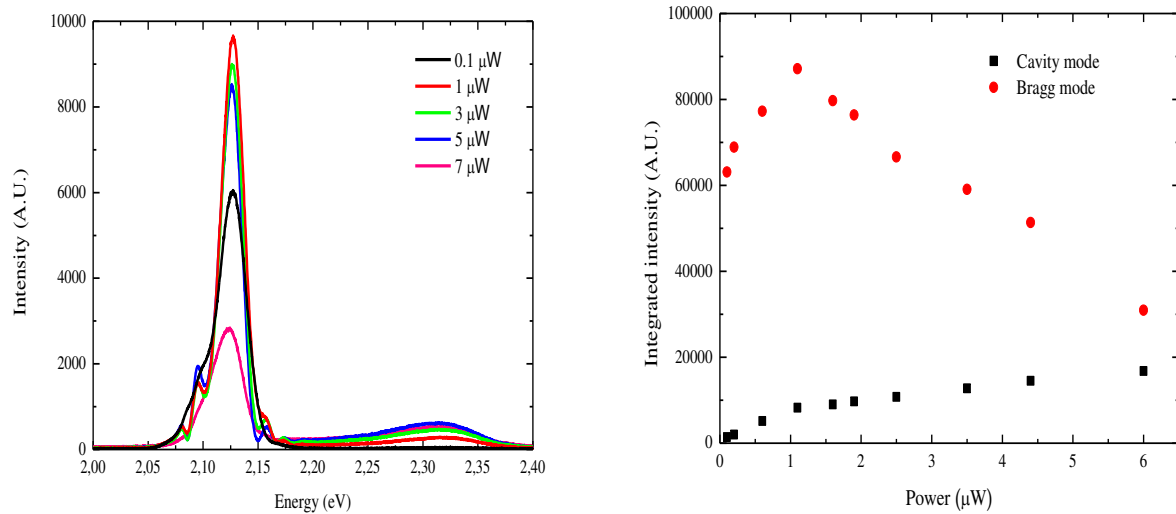 10000
8000
6000
4000
2000
0
2,00
2,05
2,10
2,15
2,20
2,25
2,30
2,35
2,40
Intensity (A.U.)
Energy (eV)
0.1 μW
1 μW
3 μW
5 μW
7 μW
100000
80000
60000
40000
20000
0
0
1
2
3
4
5
6
Integrated intensity (A.U.)
Power (μW)
Cavity mode
Bragg mode